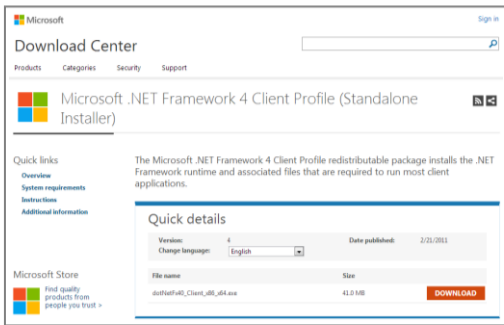 Microsoft
Sign in
Download Center
Products Categories Security Support
Microsoft .NET Framework 4 Client Profile (Standalone
Installer)
Quick links
Overview
System requirements
Instructions
Additional information
The Microsoft .NET Framework 4 Client Profile redistributable package installs the .NET
Framework runtime and associated files that are required to run most client
applications.
Quick details
Version: 4 Date published: 2/21/2011
Change language: English
File name Size
dotNetFx40_Client_x86_x64.exe 41.0 MB DOWNLOAD
Microsoft Store
Find quality
products from
people you trust »